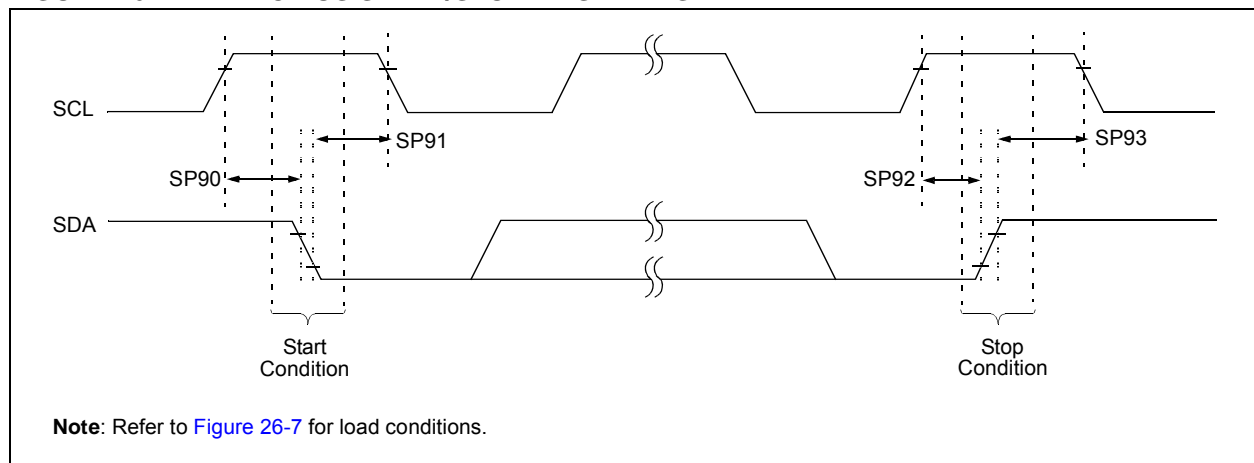 SCL
SP91
SP93
SP90
SP92
SDA
Start
Condition
Stop
Condition
Note: Refer to Figure 26-7 for load conditions.